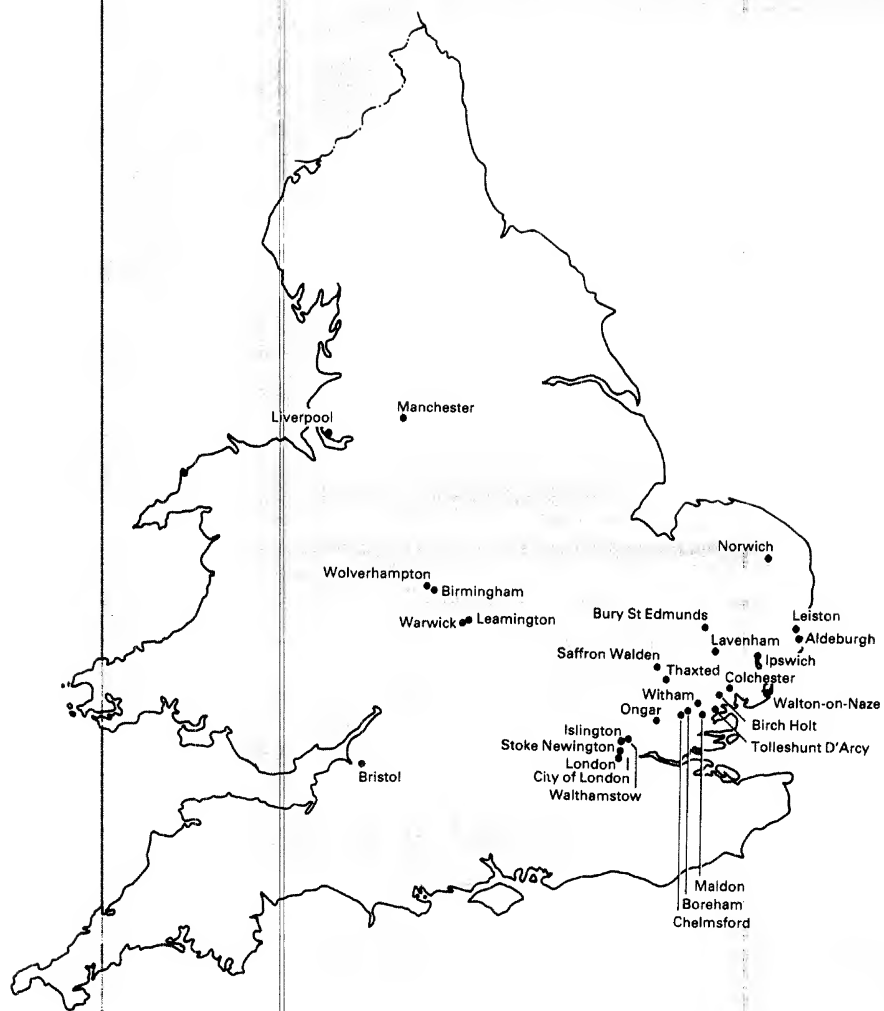 Manchester
Liverpool
Norwich
Wolverhampton
Birmingham
Bury St Edmunds
Leiston
Warwick
Leamington
Aldeburgh
Lavenham
Saffron Walden
Ipswich
Thaxted
Colchester
Witham
Walton-on-Naze
Ongar
Birch Holt
Islington
Tolleshunt D'Arcy
Stoke Newington
London
Bristol
City of London
Walthamstow
Maldon
Boreham
Chelmsford